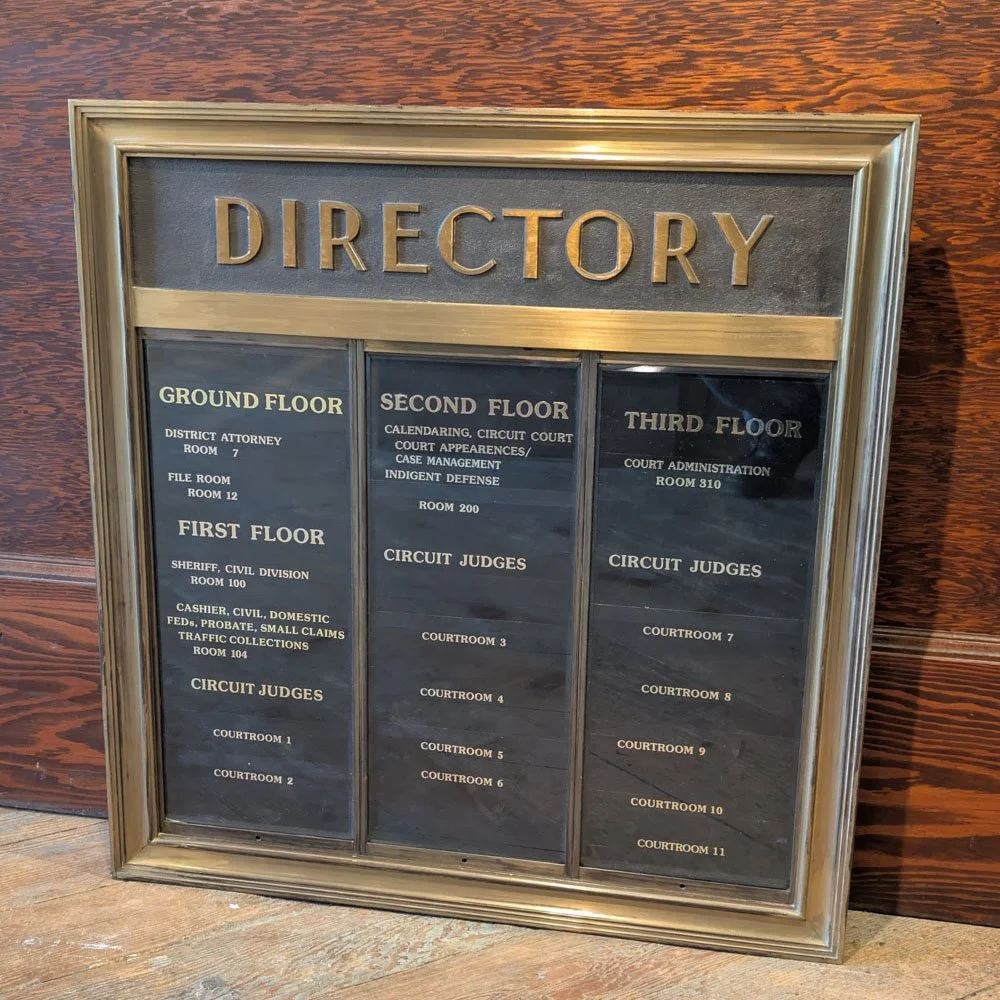 DIRECTORY
GROUND FLOOR
DISTRICT ATTORNEY
ROOM 7
FILE ROOM
ROOM 12
FIRST FLOOR
SHERIFF, CIVIL DIVISION
ROOM 100
CASHIER, CIVIL, DOMESTIC
FEDs, PROBATE, SMALL CLAIMS
TRAFFIC COLLECTIONS
ROOM 104
CIRCUIT JUDGES
COURTROOM 1
COURTROOM 2
SECOND FLOOR
CALENDARING, CIRCUIT COURT
COURT APPEARENCES/
CASE MANAGEMENT
INDIGENT DEFENSE
ROOM 200
CIRCUIT JUDGES
COURTROOM 3
COURTROOM 4
COURTROOM 5
COURTROOM 6
THIRD FLOOR
COURT ADMINISTRATION
ROOM 310
CIRCUIT JUDGES
COURTROOM 7
COURTROOM 8
COURTROOM 9
COURTROOM 10
COURTROOM 11